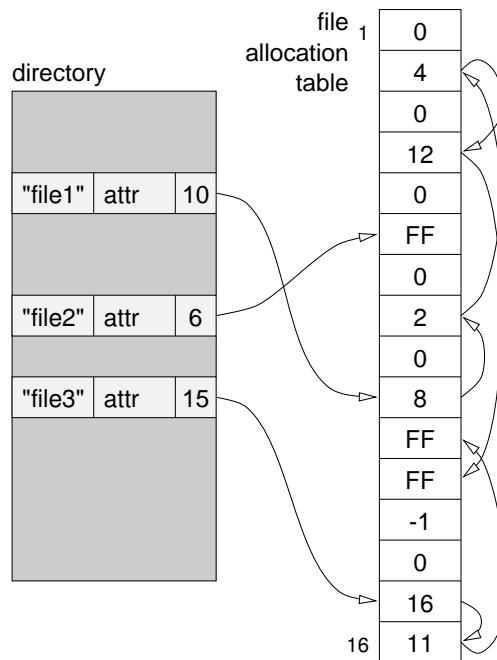 file
allocation
table
directory
"file1" attr 10
"file2" attr 6
"file3" attr 15
1
0
4
0
12
0
FF
0
2
0
8
FF
FF
-1
0
16
16
11